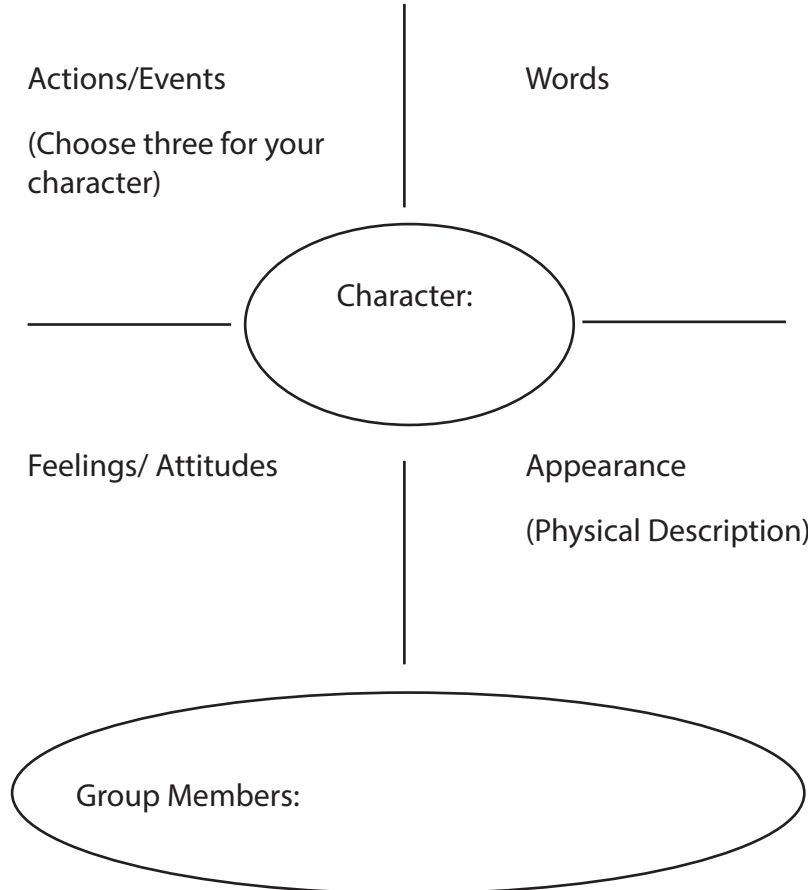 Actions/Events
(Choose three for your
character)
Words
Character:
Feelings/ Attitudes
Appearance
(Physical Description)
Group Members: